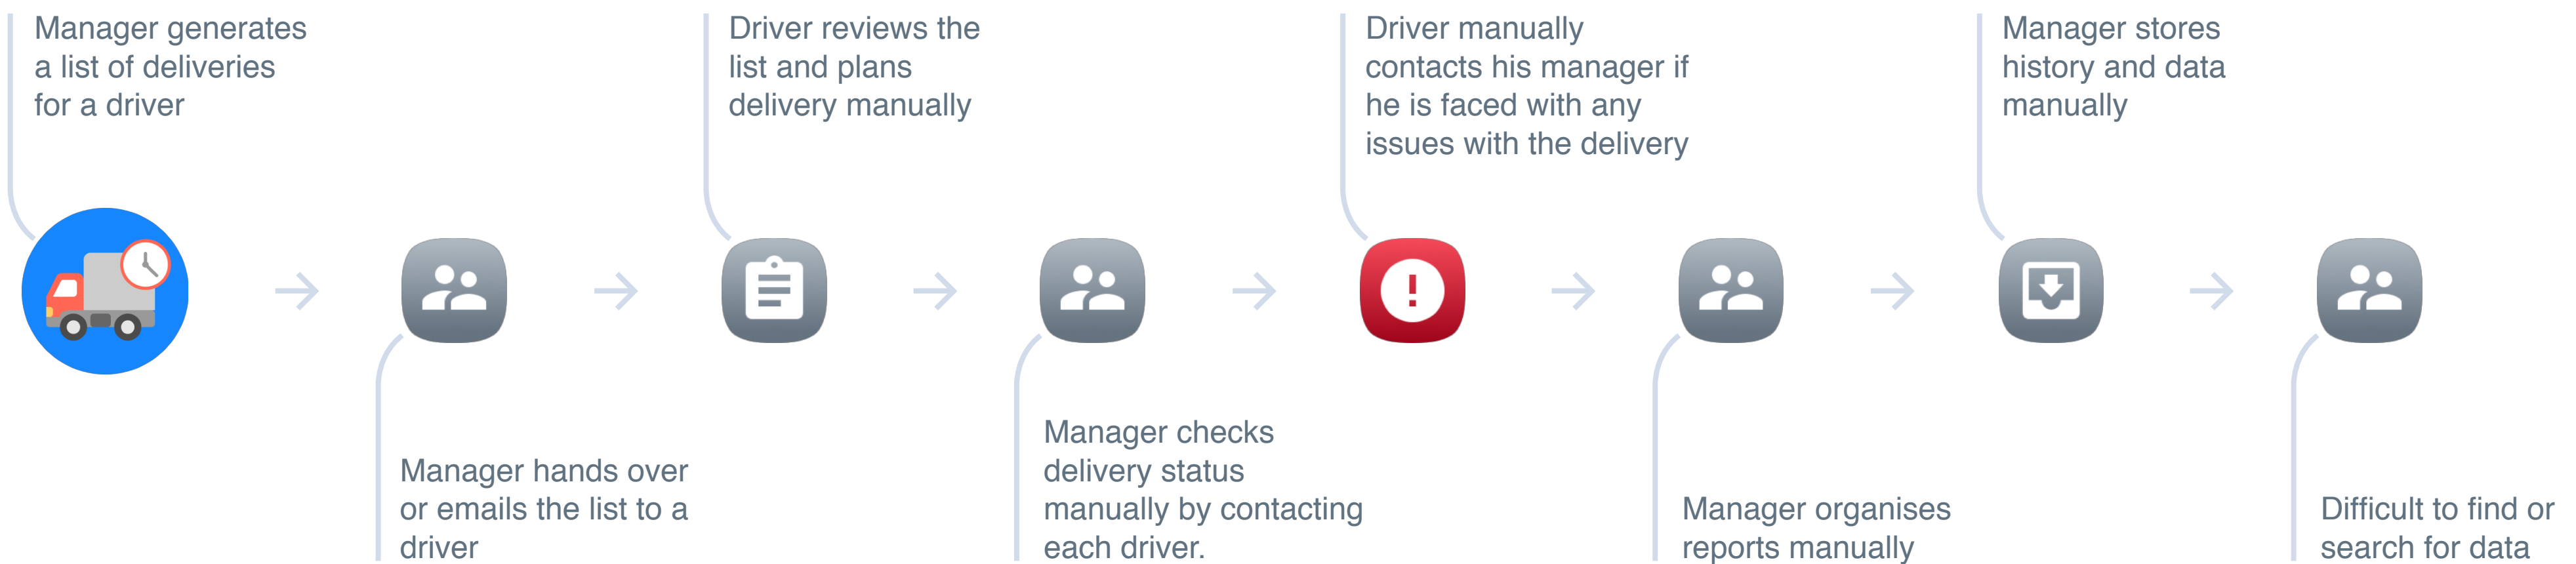 Manager generates
a list of deliveries
for a driver
Manager hands over
or emails the list to a
driver
Driver reviews the
list and plans
delivery manually
Manager checks
delivery status
manually by contacting
each driver.
Driver manually
contacts his manager if
he is faced with any
issues with the delivery
Manager organises
reports manually
Manager stores
history and data
manually
Difficult to find or
search for data